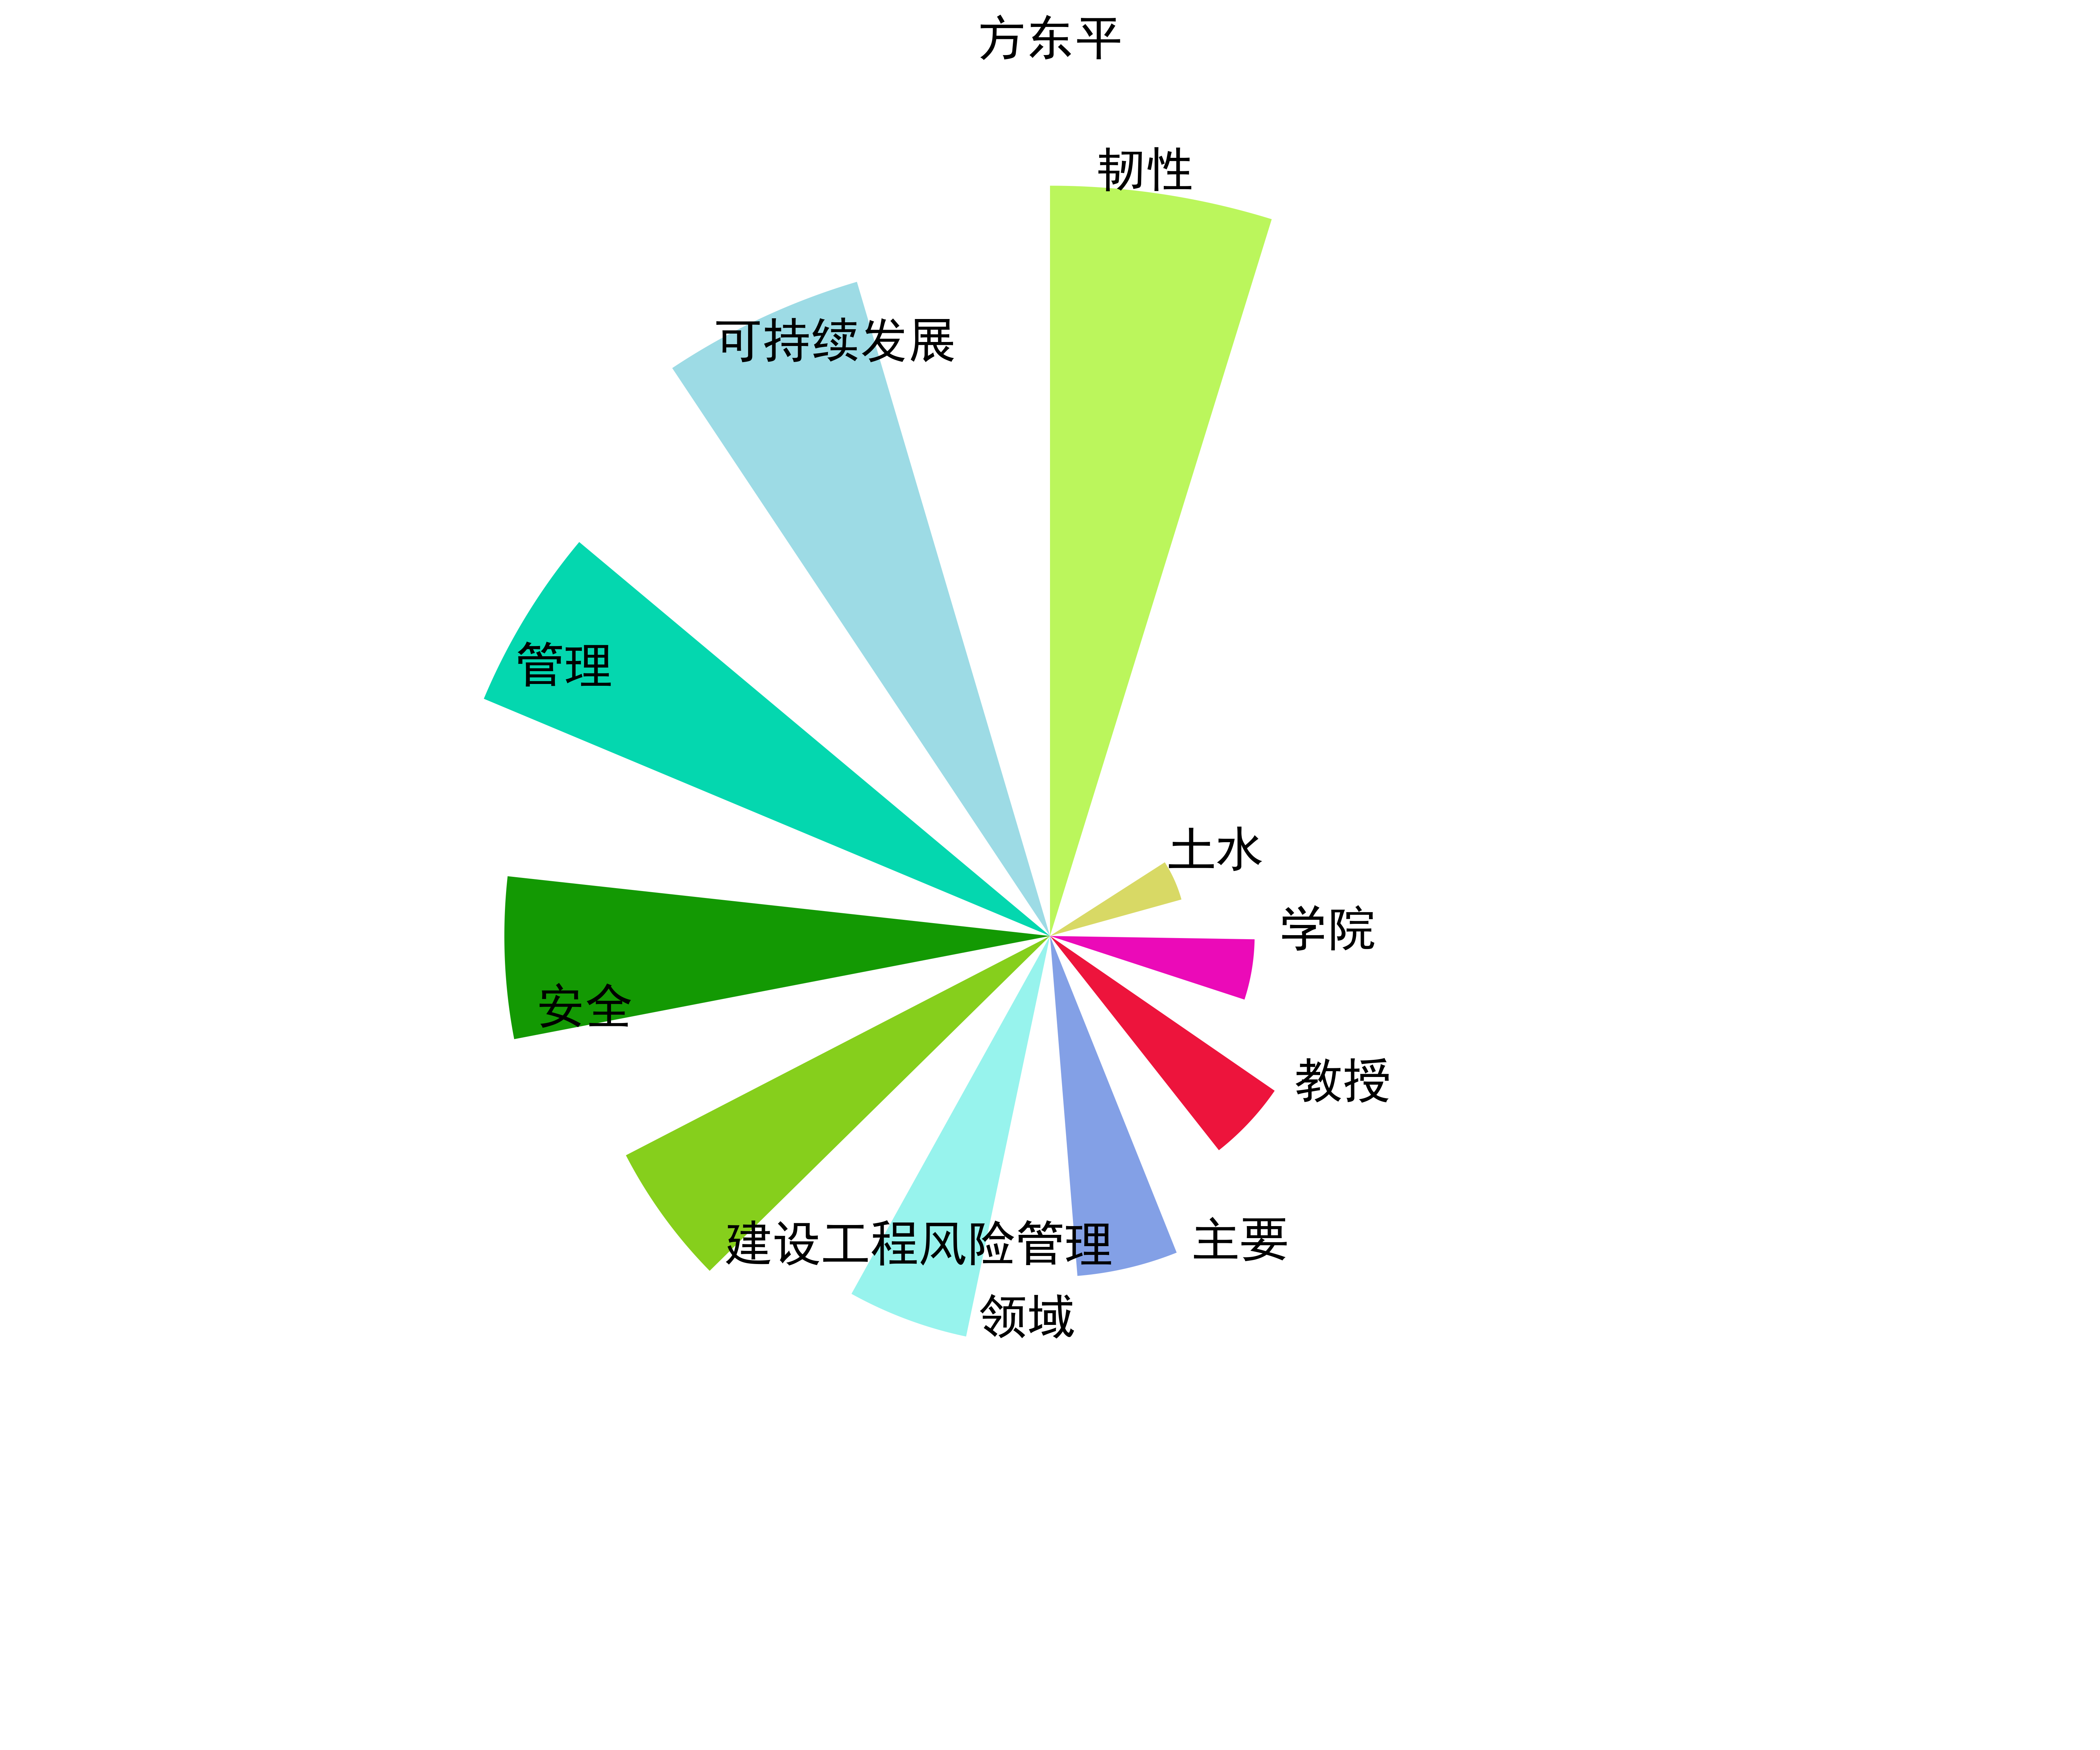 方东平
韧性
可持续发展
管理
土水
学院
安全
教授
建设工程风险管理
主要
领域